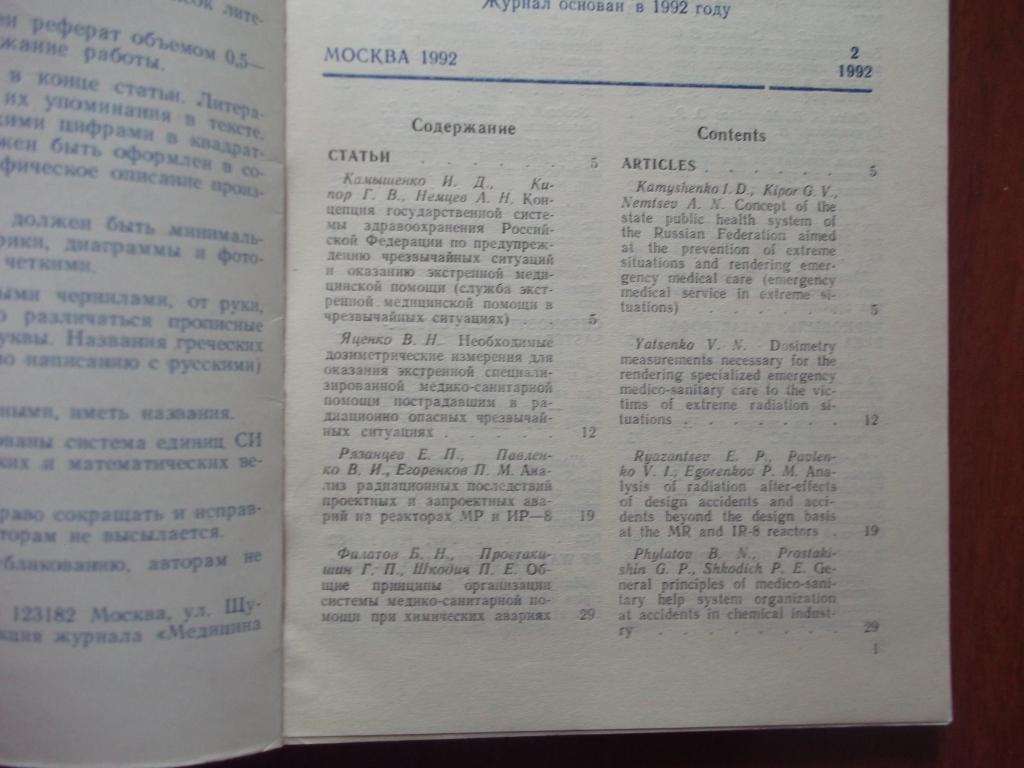 сок лите-
ен реферат объемом 0,5—
жание работы.
в конце статьи. Литера-
их упоминания в тексте.
кими цифрами в квадрат-
жен быть оформлен в со-
фическое описание произ-
должен быть минималь-
рики, диаграммы и фото-
четкими.
ыми чернилами, от руки,
о различаться прописные
уквы. Названия греческих
по написанию с русскими)
ными, иметь названия.
ованы система единиц СИ
ких и математических ве-
раво сокращать и исправ-
торам не высылается.
бликованию, авторам не
123182 Москва, ул. Щу-
кция журнала «Медицина
Журнал основан в 1992 году
МОСКВА 1992
2
1992
Содержание
СТАТЬИ . . . . . . 5
Камышенко И. Д., Ки-
пор Г. В., Немцев А. Н. Кон-
цепция государственной систе-
мы здравоохранения Россий-
ской Федерации по предупреж-
дению чрезвычайных ситуаций
и оказанию экстренной меди-
цинской помощи (служба экст-
ренной медицинской помощи в
чрезвычайных ситуациях) 5
Яценко В. Н. Необходимые
дозиметрические измерения для
оказания экстренной специали-
зированной медико-санитарной
помощи пострадавшим в ра-
диационно опасных чрезвычай-
ных ситуациях . . . . . 12
Рязанцев Е. П., Павлен-
ко В. И., Егоренков П. М. Ана-
лиз радиационных последствий
проектных и запроектных ава-
рий на реакторах МР и ИР—8 19
Филатов Б. Н., Простаки-
шин Г. П., Шкодич П. Е. Об-
щие принципы организации
системы медико-санитарной по-
мощи при химических авариях 29
Contents
ARTICLES . . . . . . 5
Kamyshenko I. D., Kipor G. V.,
Nemtsev A. N. Concept of the
state public health system of
the Russian Federation aimed
at the prevention of extreme
situations and rendering emer-
gency medical care (emergency
medical service in extreme si-
tuations) . . . . . . 5
Yatsenko V. N. Dosimetry
measurements necessary for the
rendering specialized emergency
medico-sanitary care to the vic-
tims of extreme radiation si-
tuations . . . . . . . 12
Ryazantsev E. P., Pavlen-
ko V. I., Egorenkov P. M. Ana-
lysis of radiation after-effects
of design accidents and acci-
dents beyond the design basis
at the MR and IR-8 reactors . 19
Phylatov B. N., Prostaki-
shin G. P., Shkodich P. E. Ge-
neral principles of medico-sani-
tary help system organization
at accidents in chemical indust-
ry . . . . . . . . . 29
1